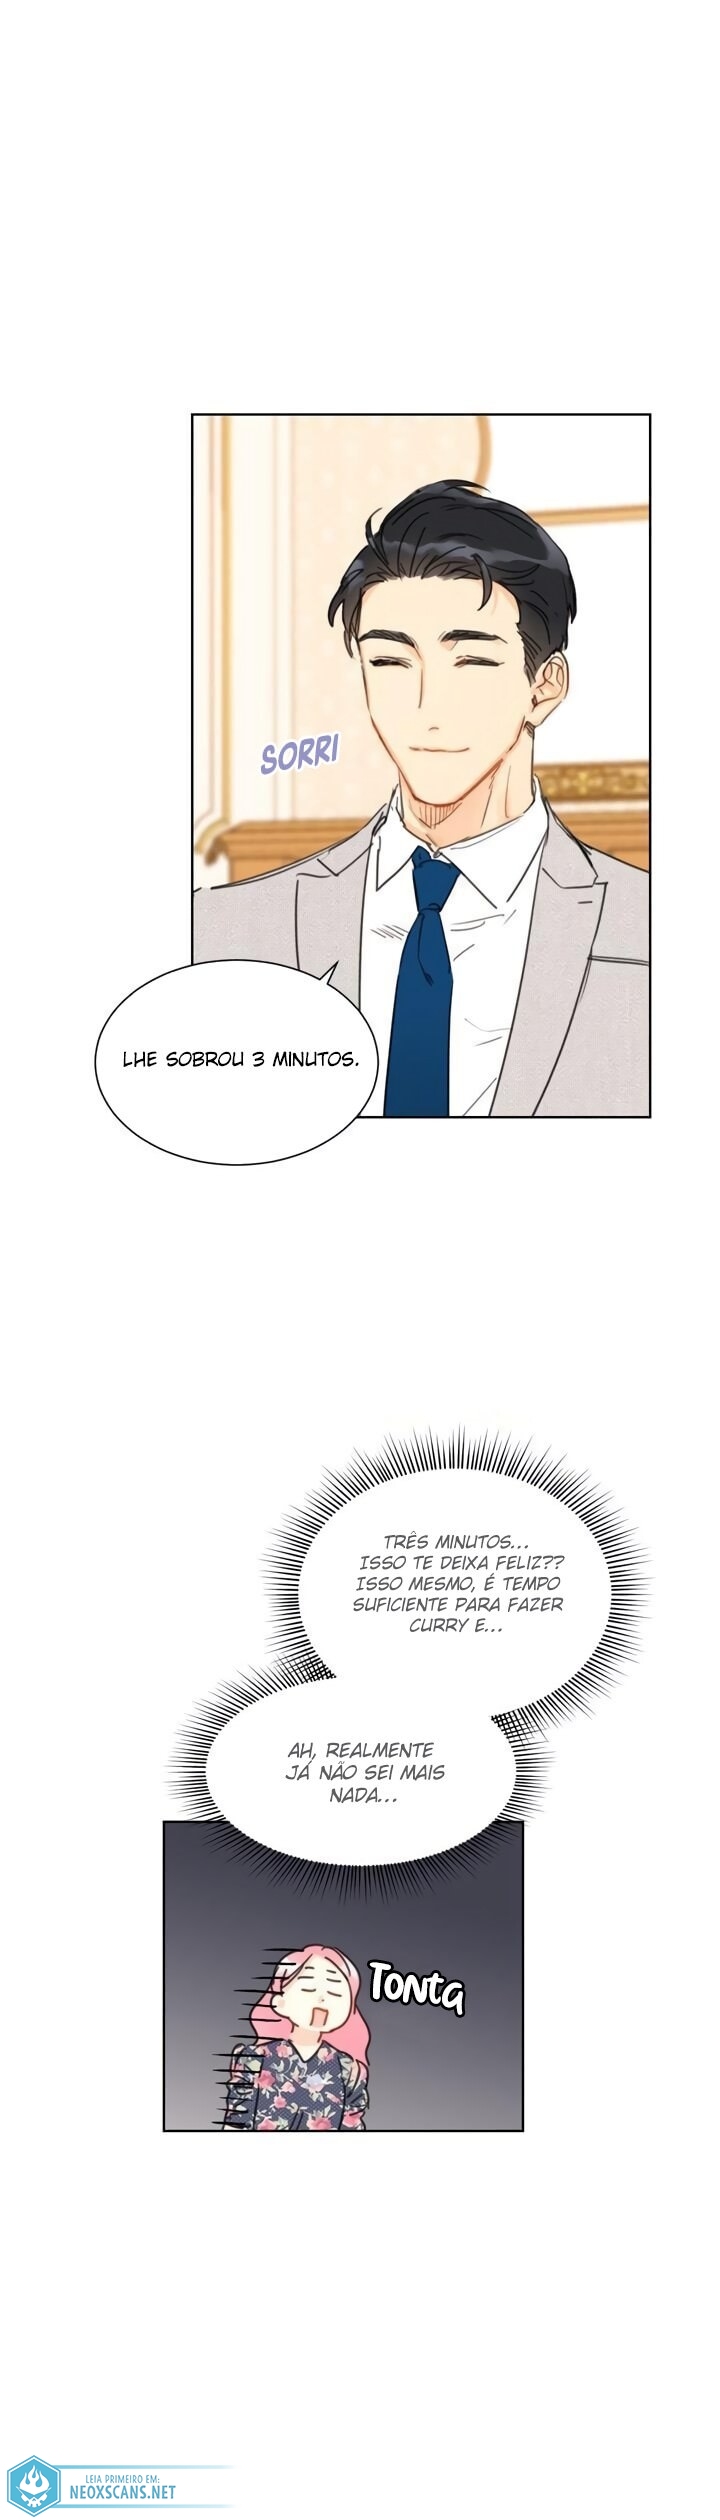 SORRI
LHE SOBROU 3 MINUTOS.
TRÊS MINUTOS...
ISSO TE DEIXA FELIZ??
ISSO MESMO, É TEMPO
SUFICIENTE PARA FAZER
CURRY E...
AH, REALMENTE
JÁ NÃO SEI MAIS
NADA...
TONTA
LEIA PRIMEIRO EM:
NEOXSCANS.NET